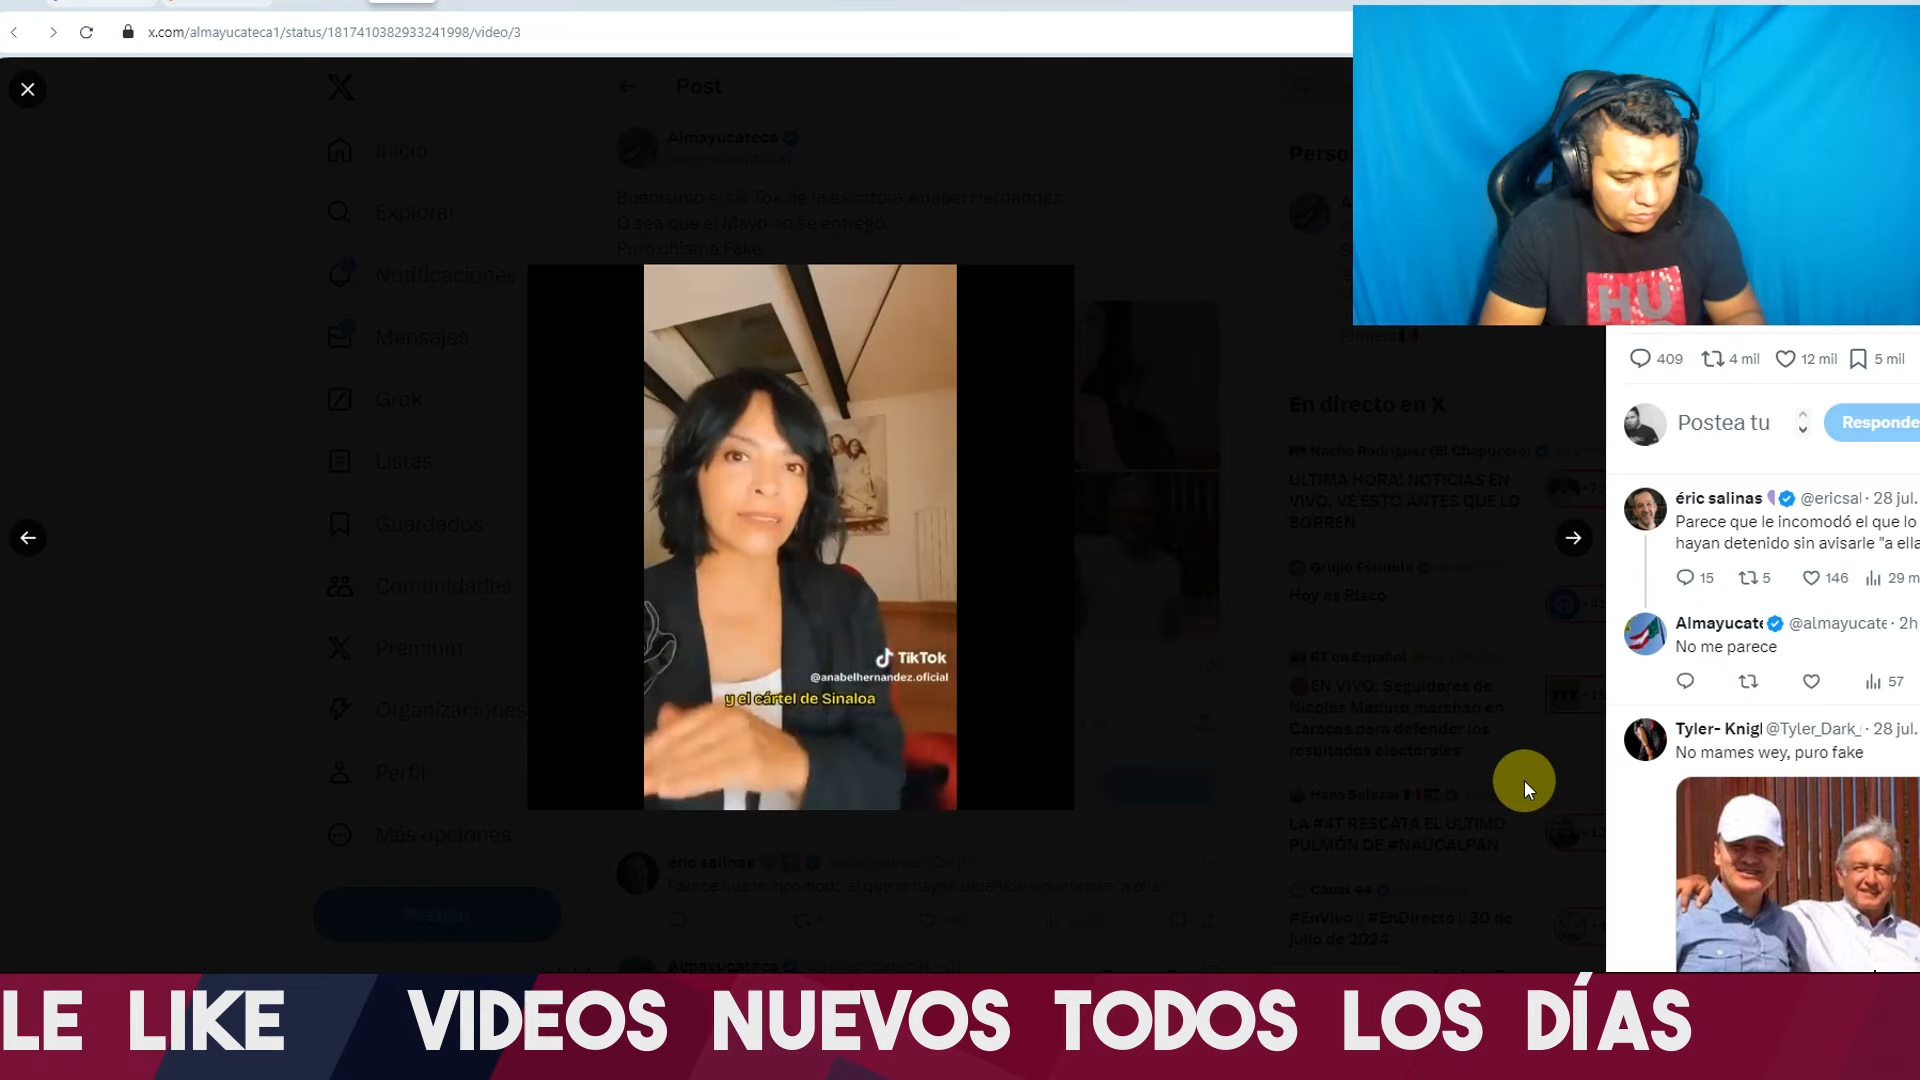 x.com/almayucateca1/status/1817410382933241998/video/3
Post
Almayucateca
Buenísimo el tik Tok de la escritora Anabel Hernandez
O sea que el Mayo no se entregó.
Puro chisme Fake
Inicio
Explorar
Notificaciones
Mensajes
Grok
Listas
Guardados
Comunidades
Premium
Organizaciones
Perfil
Más opciones
Postear
TikTok
@anabelhernandez.oficial
y el cártel de Sinaloa
HU
En directo en X
Nacho Rodríguez (El Chapucero)
ULTIMA HORA! NOTICIAS EN
VIVO, VE ESTO ANTES QUE LO
BORREN
Grupo Fórmula
Hoy es Risco
RT en Español
EN VIVO: Seguidores de
Nicolás Maduro marchan en
Caracas para defender los
resultados electorales
Hans Salazar
LA #4T RESCATA EL ULTIMO
PULMÓN DE #NAUCALPAN
Canal 44
#EnVivo || #EnDirecto || 30 de
julio de 2024
éric salinas
Parece que le incomodó el que lo hayan detenido sin avisarle "a ella
Almayucateca
409 4 mil 12 mil 5 mil
Postea tu
Responde
éric salinas @ericsal · 28 jul.
Parece que le incomodó el que lo
hayan detenido sin avisarle "a ella
15 5 146 29 m
Almayucate @almayucate · 2h
No me parece
57
Tyler- Knig @Tyler_Dark_ · 28 jul.
No mames wey, puro fake
LE LIKE VIDEOS NUEVOS TODOS LOS DÍAS